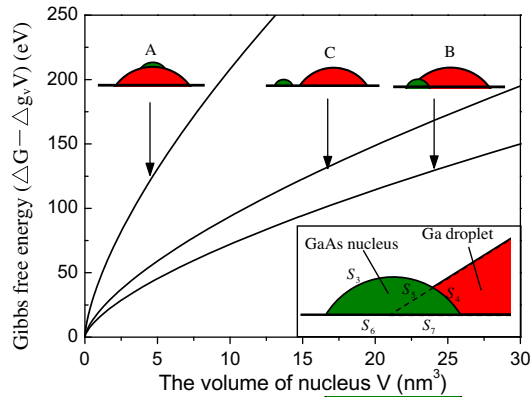 Gibbs free energy (△G－△gᵥV) (eV)
250
200
150
100
50
0
A
C
B
GaAs nucleus
Ga droplet
S₃
S₅
S₄
S₆
S₇
0
5
10
15
20
25
30
The volume of nucleus V (nm³)